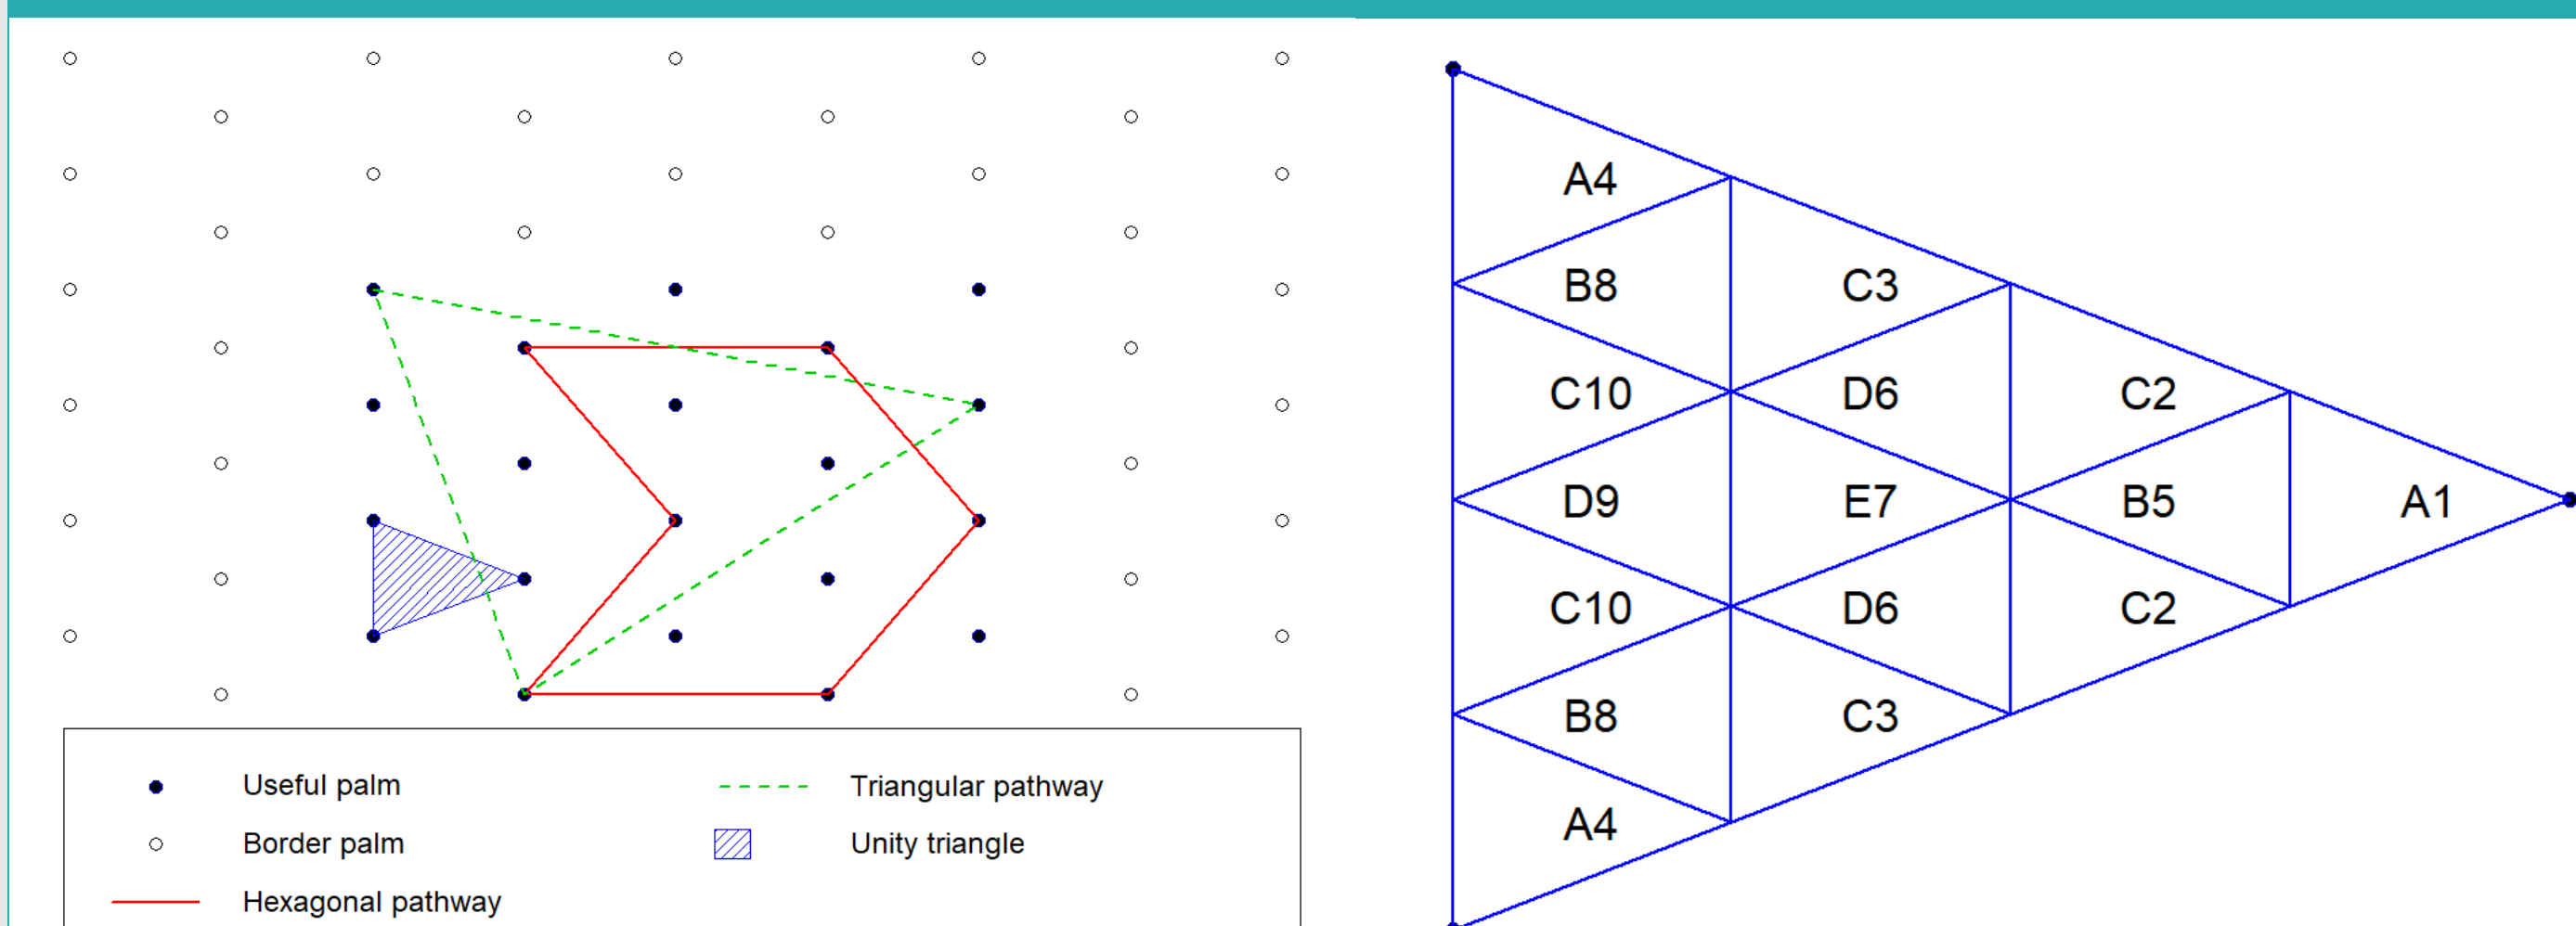 A4
B8 C3
C10 D6 C2
D9 E7 B5 A1
C10 D6 C2
B8 C3
A4
Useful palm Triangular pathway
Border palm Unity triangle
Hexagonal pathway